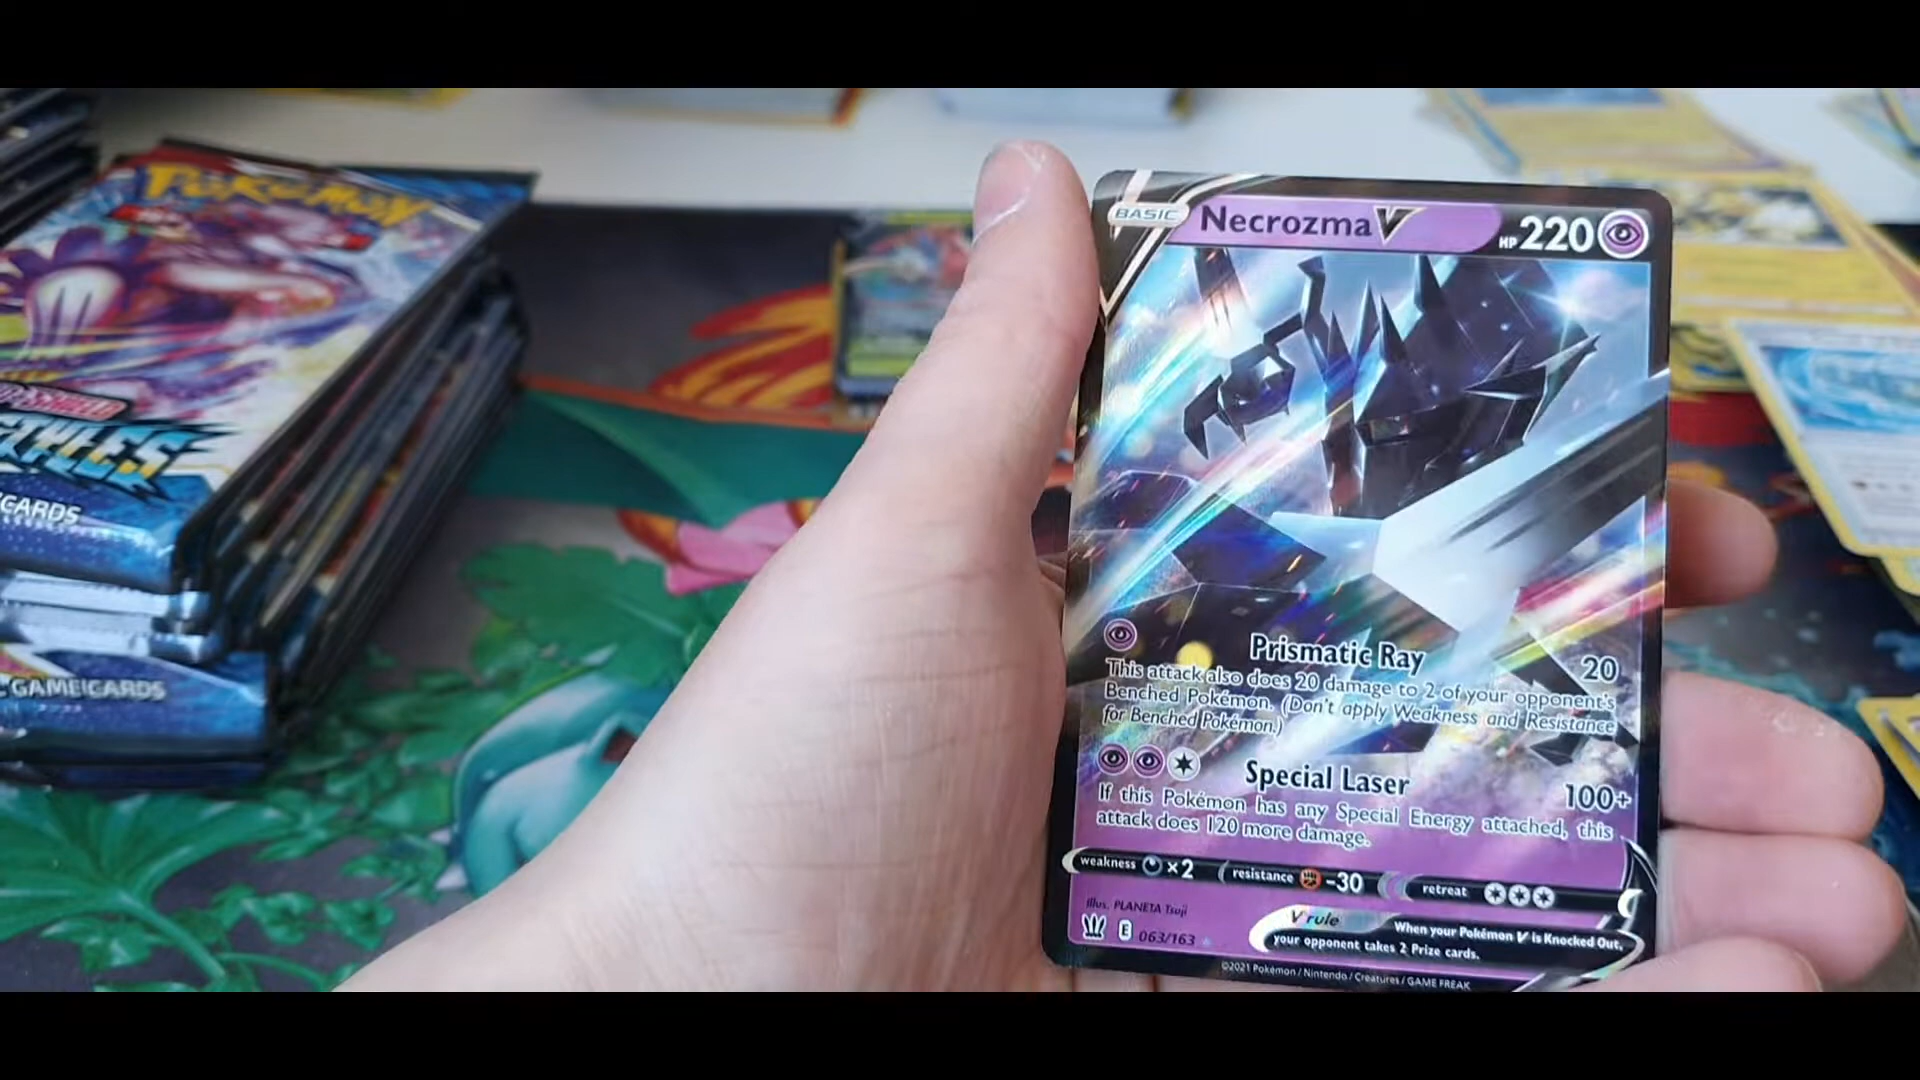 POKÉMON
TYLES
CARDS
GAME|CARDS
BASIC
Necrozma V
HP 220
Prismatic Ray
20
This attack also does 20 damage to 2 of your opponent's
Benched Pokémon. (Don't apply Weakness and Resistance
for Benched Pokémon.)
Special Laser
100+
If this Pokémon has any Special Energy attached, this
attack does 120 more damage.
weakness ×2 resistance -30 retreat
Illus. PLANETA Tsuji
E 063/163
V rule
When your Pokémon V is Knocked Out,
your opponent takes 2 Prize cards.
©2021 Pokémon / Nintendo / Creatures / GAME FREAK